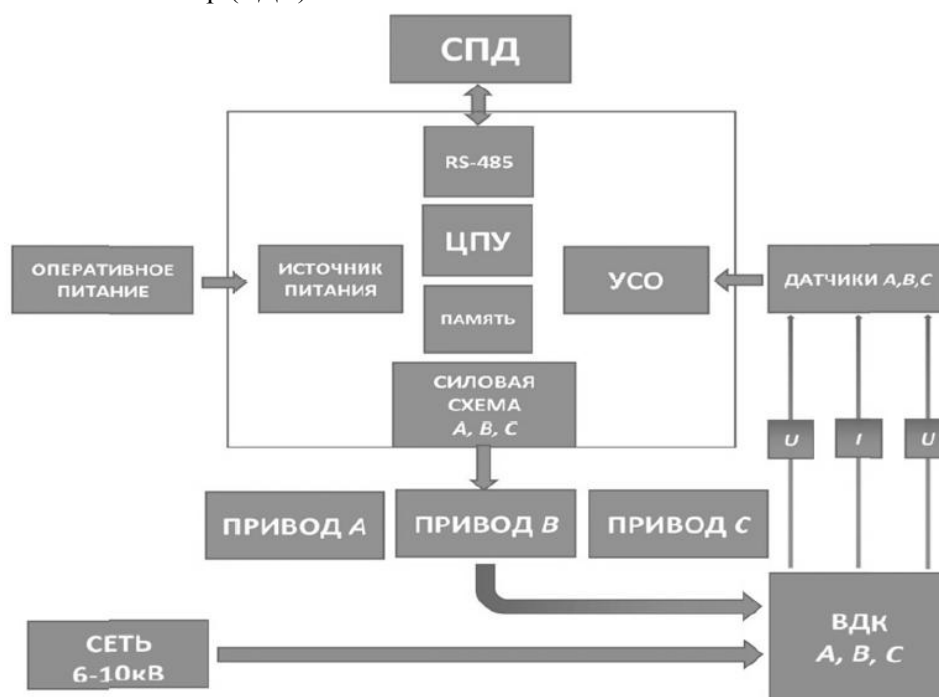 СПД
RS-485
ЦПУ
ОПЕРАТИВНОЕ
ПИТАНИЕ
ИСТОЧНИК
ПИТАНИЯ
УСО
ДАТЧИКИ A,B,C
ПАМЯТЬ
СИЛОВАЯ
СХЕМА
A, B, C
U
I
U
ПРИВОД A
ПРИВОД B
ПРИВОД C
СЕТЬ
6-10кВ
ВДК
A, B, C